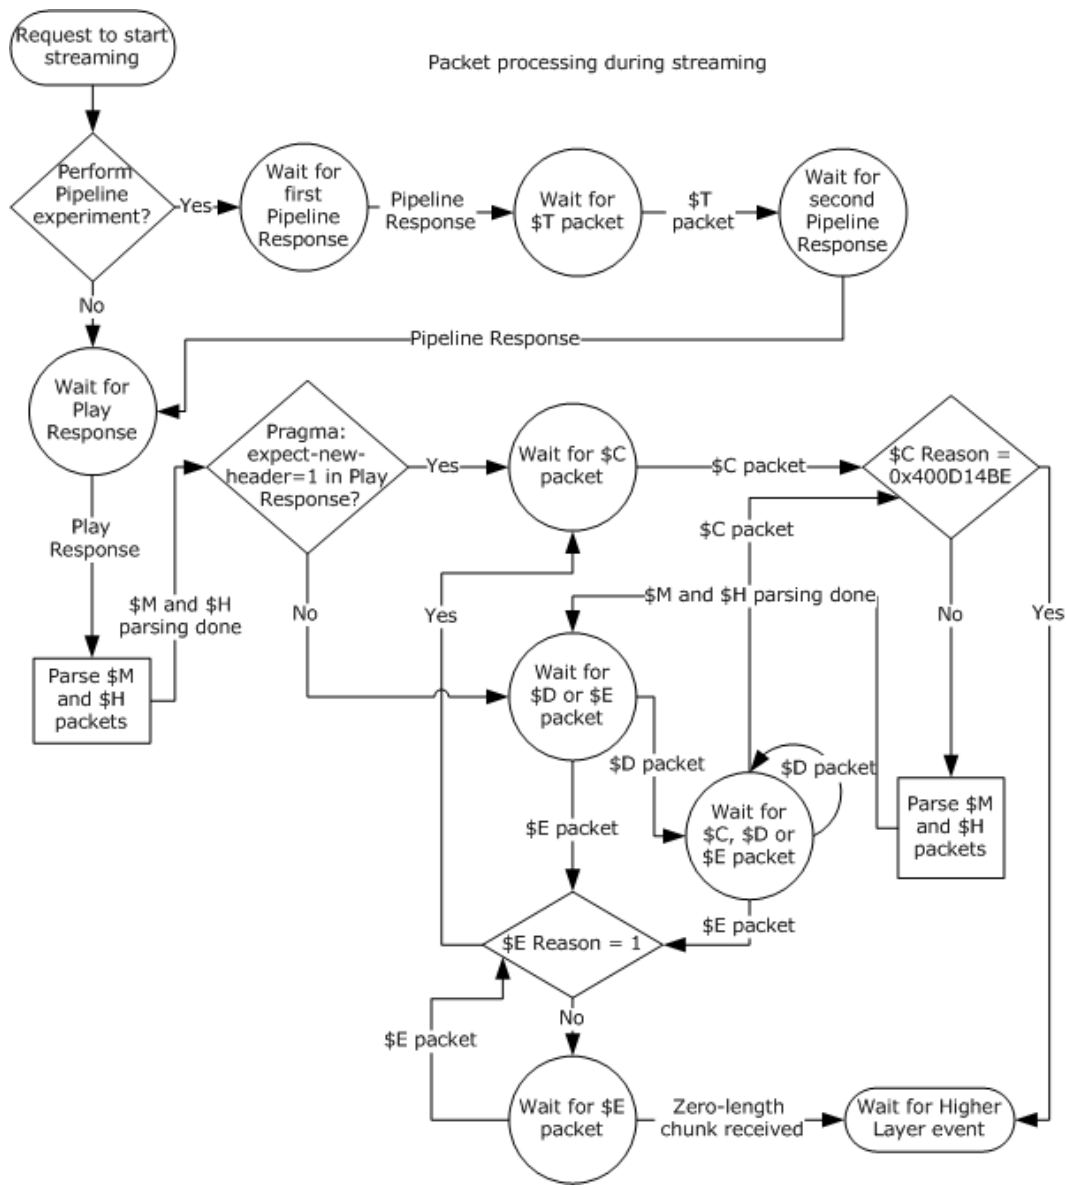 Request to start
streaming
Packet processing during streaming
Perform
Pipeline
experiment?
Yes
Wait for
first
Pipeline
Response
Pipeline
Response
Wait for
$T packet
$T
packet
Wait for
second
Pipeline
Response
No
Pipeline Response
Wait for
Play
Response
Pragma:
expect-new-
header=1 in Play
Response?
Yes
Wait for $C
packet
$C packet
$C Reason =
0x400D14BE
Play
Response
$C packet
$M and $H
parsing done
No
Yes
$M and $H parsing done
No
Yes
Parse $M
and $H
packets
Wait for
$D or $E
packet
$D packet
$D packet
Wait for
$C, $D or
$E packet
Parse $M
and $H
packets
$E packet
$E packet
$E Reason = 1
No
$E packet
Wait for $E
packet
Zero-length
chunk received
Wait for Higher
Layer event